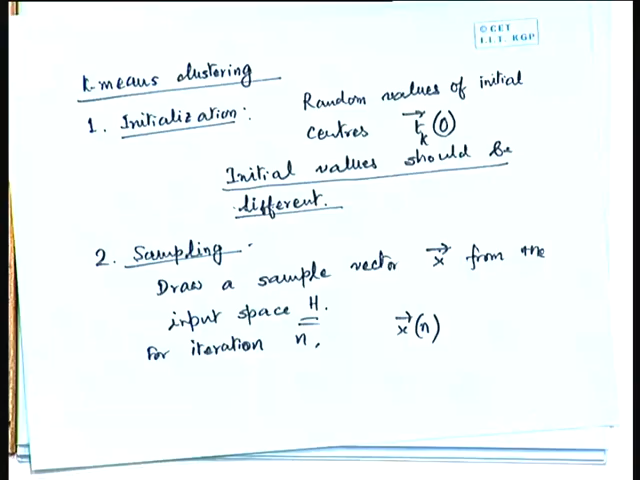 © CET
I.I.T. KGP
K-means clustering
1. Initialization: Random values of initial
centres t⃗_k(0)
Initial values should be
different.
2. Sampling:
Draw a sample vector x⃗ from the
input space H.
For iteration n, x⃗(n)